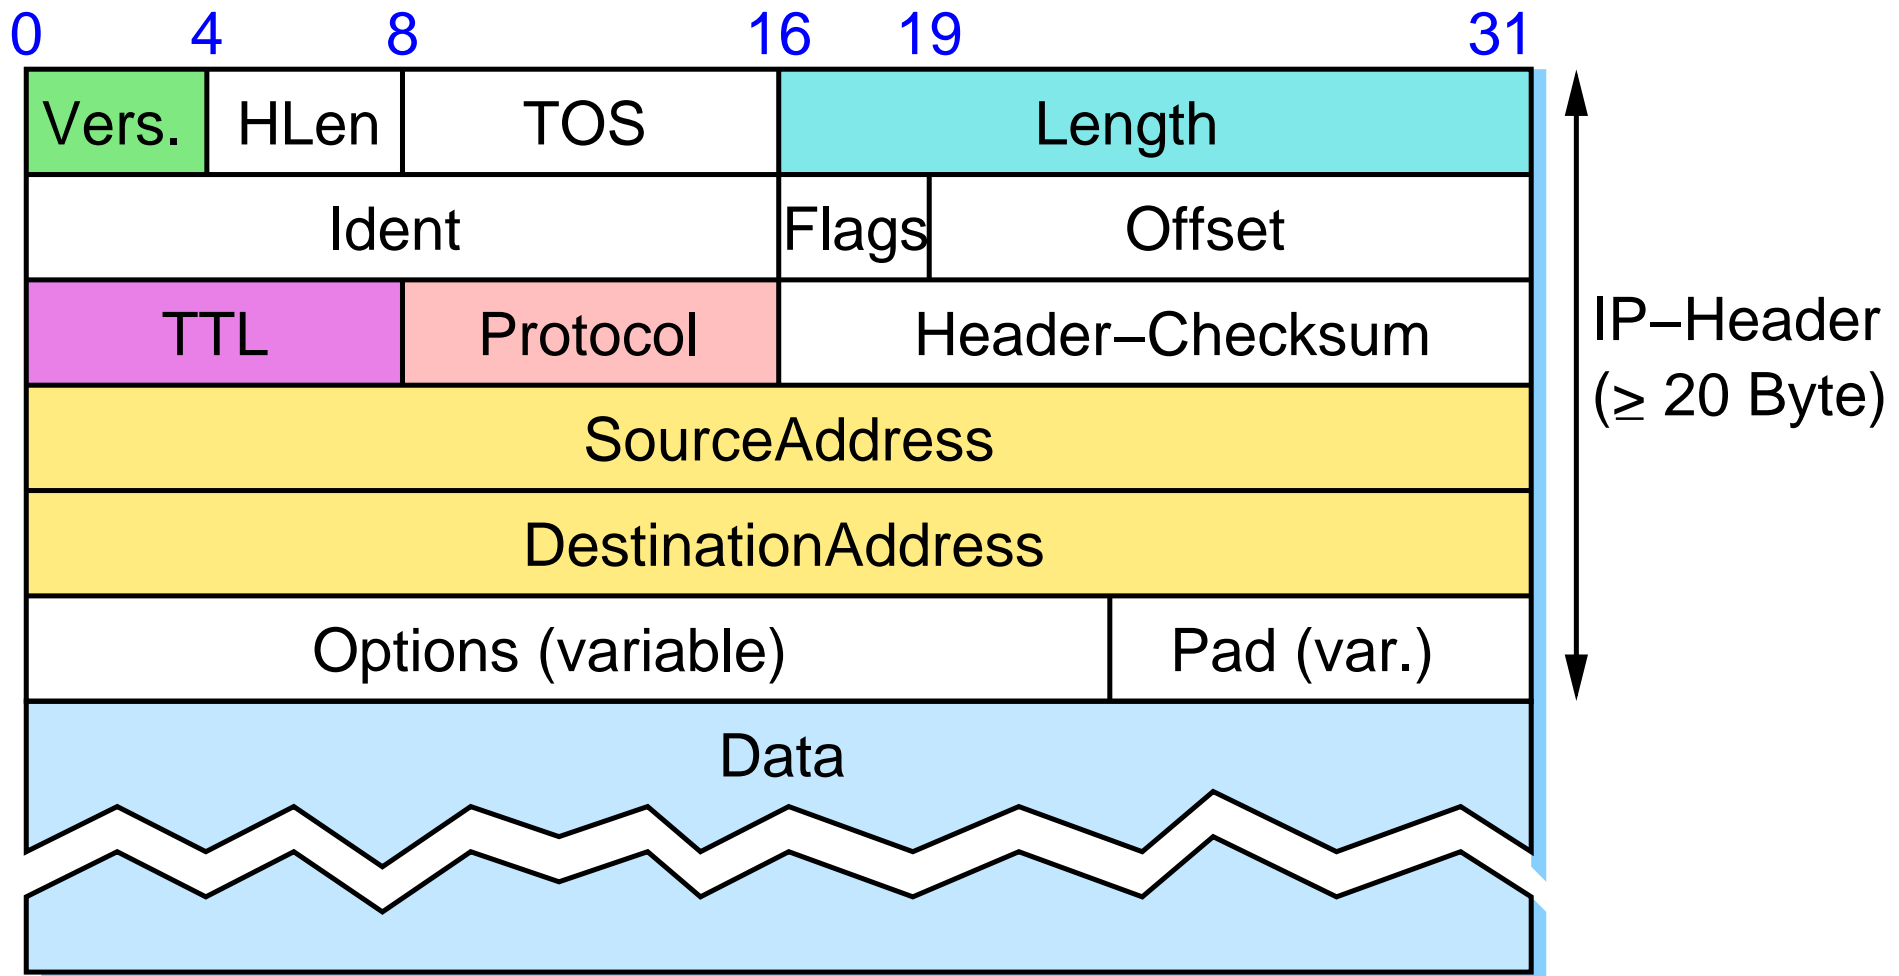 0 4 8 16 19 31
Vers. HLen TOS Length
Ident Flags Offset
TTL Protocol Header–Checksum
SourceAddress
DestinationAddress
Options (variable) Pad (var.)
Data
IP–Header
(≥ 20 Byte)